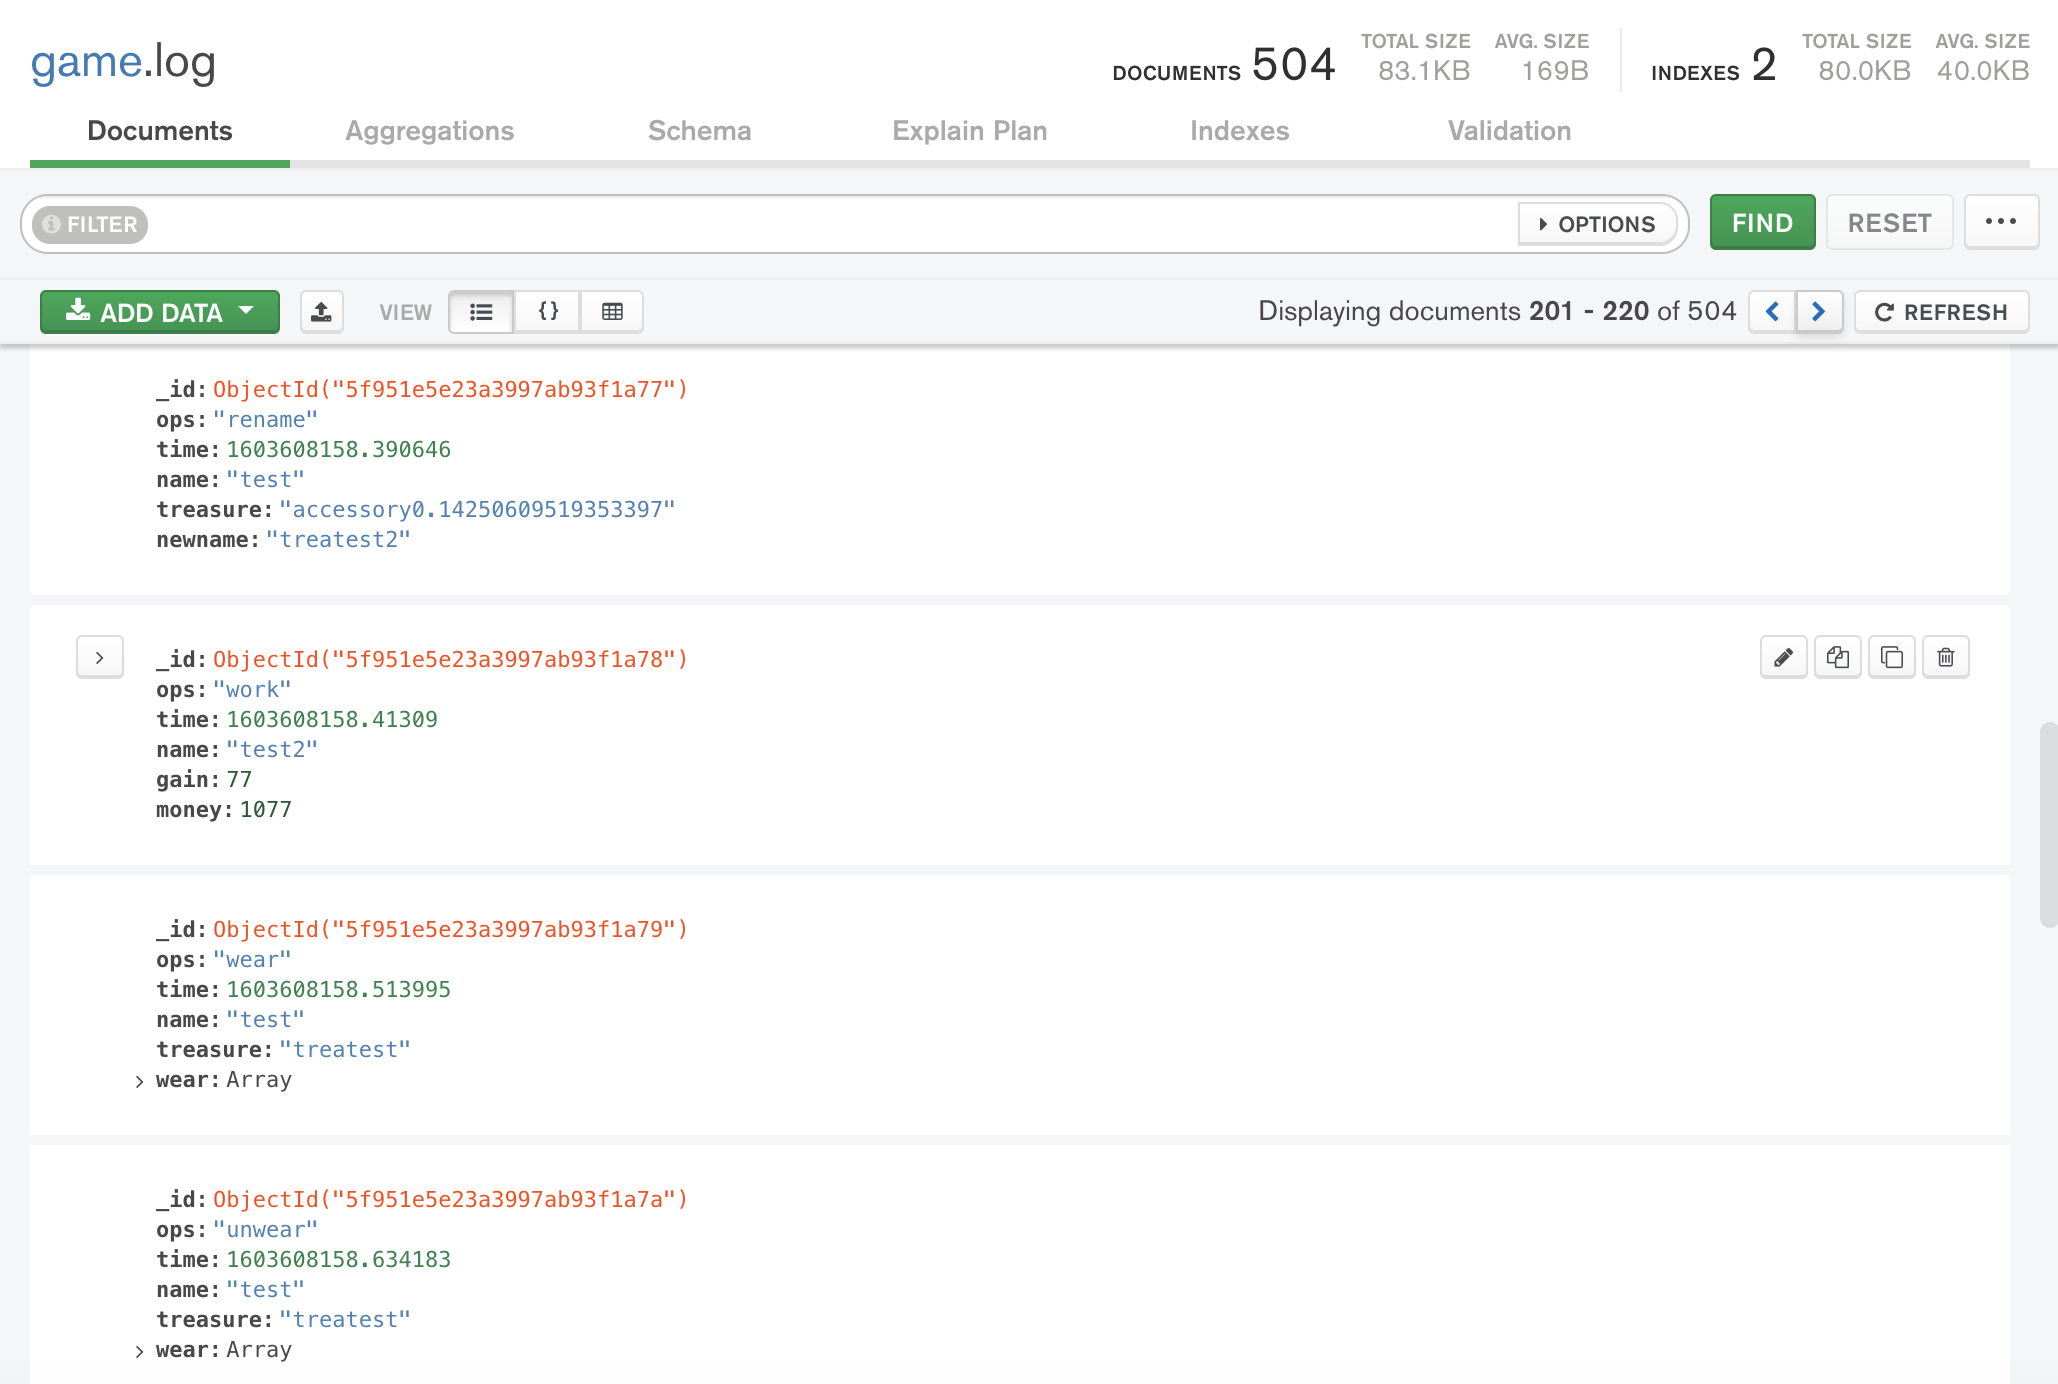 game.log
DOCUMENTS 504 TOTAL SIZE 83.1KB AVG. SIZE 169B INDEXES 2 TOTAL SIZE 80.0KB AVG. SIZE 40.0KB
Documents Aggregations Schema Explain Plan Indexes Validation
FILTER OPTIONS FIND RESET ...
ADD DATA VIEW {} Displaying documents 201 - 220 of 504 REFRESH
_id: ObjectId("5f951e5e23a3997ab93f1a77")
ops: "rename"
time: 1603608158.390646
name: "test"
treasure: "accessory0.14250609519353397"
newname: "treatest2"
_id: ObjectId("5f951e5e23a3997ab93f1a78")
ops: "work"
time: 1603608158.41309
name: "test2"
gain: 77
money: 1077
_id: ObjectId("5f951e5e23a3997ab93f1a79")
ops: "wear"
time: 1603608158.513995
name: "test"
treasure: "treatest"
> wear: Array
_id: ObjectId("5f951e5e23a3997ab93f1a7a")
ops: "unwear"
time: 1603608158.634183
name: "test"
treasure: "treatest"
> wear: Array